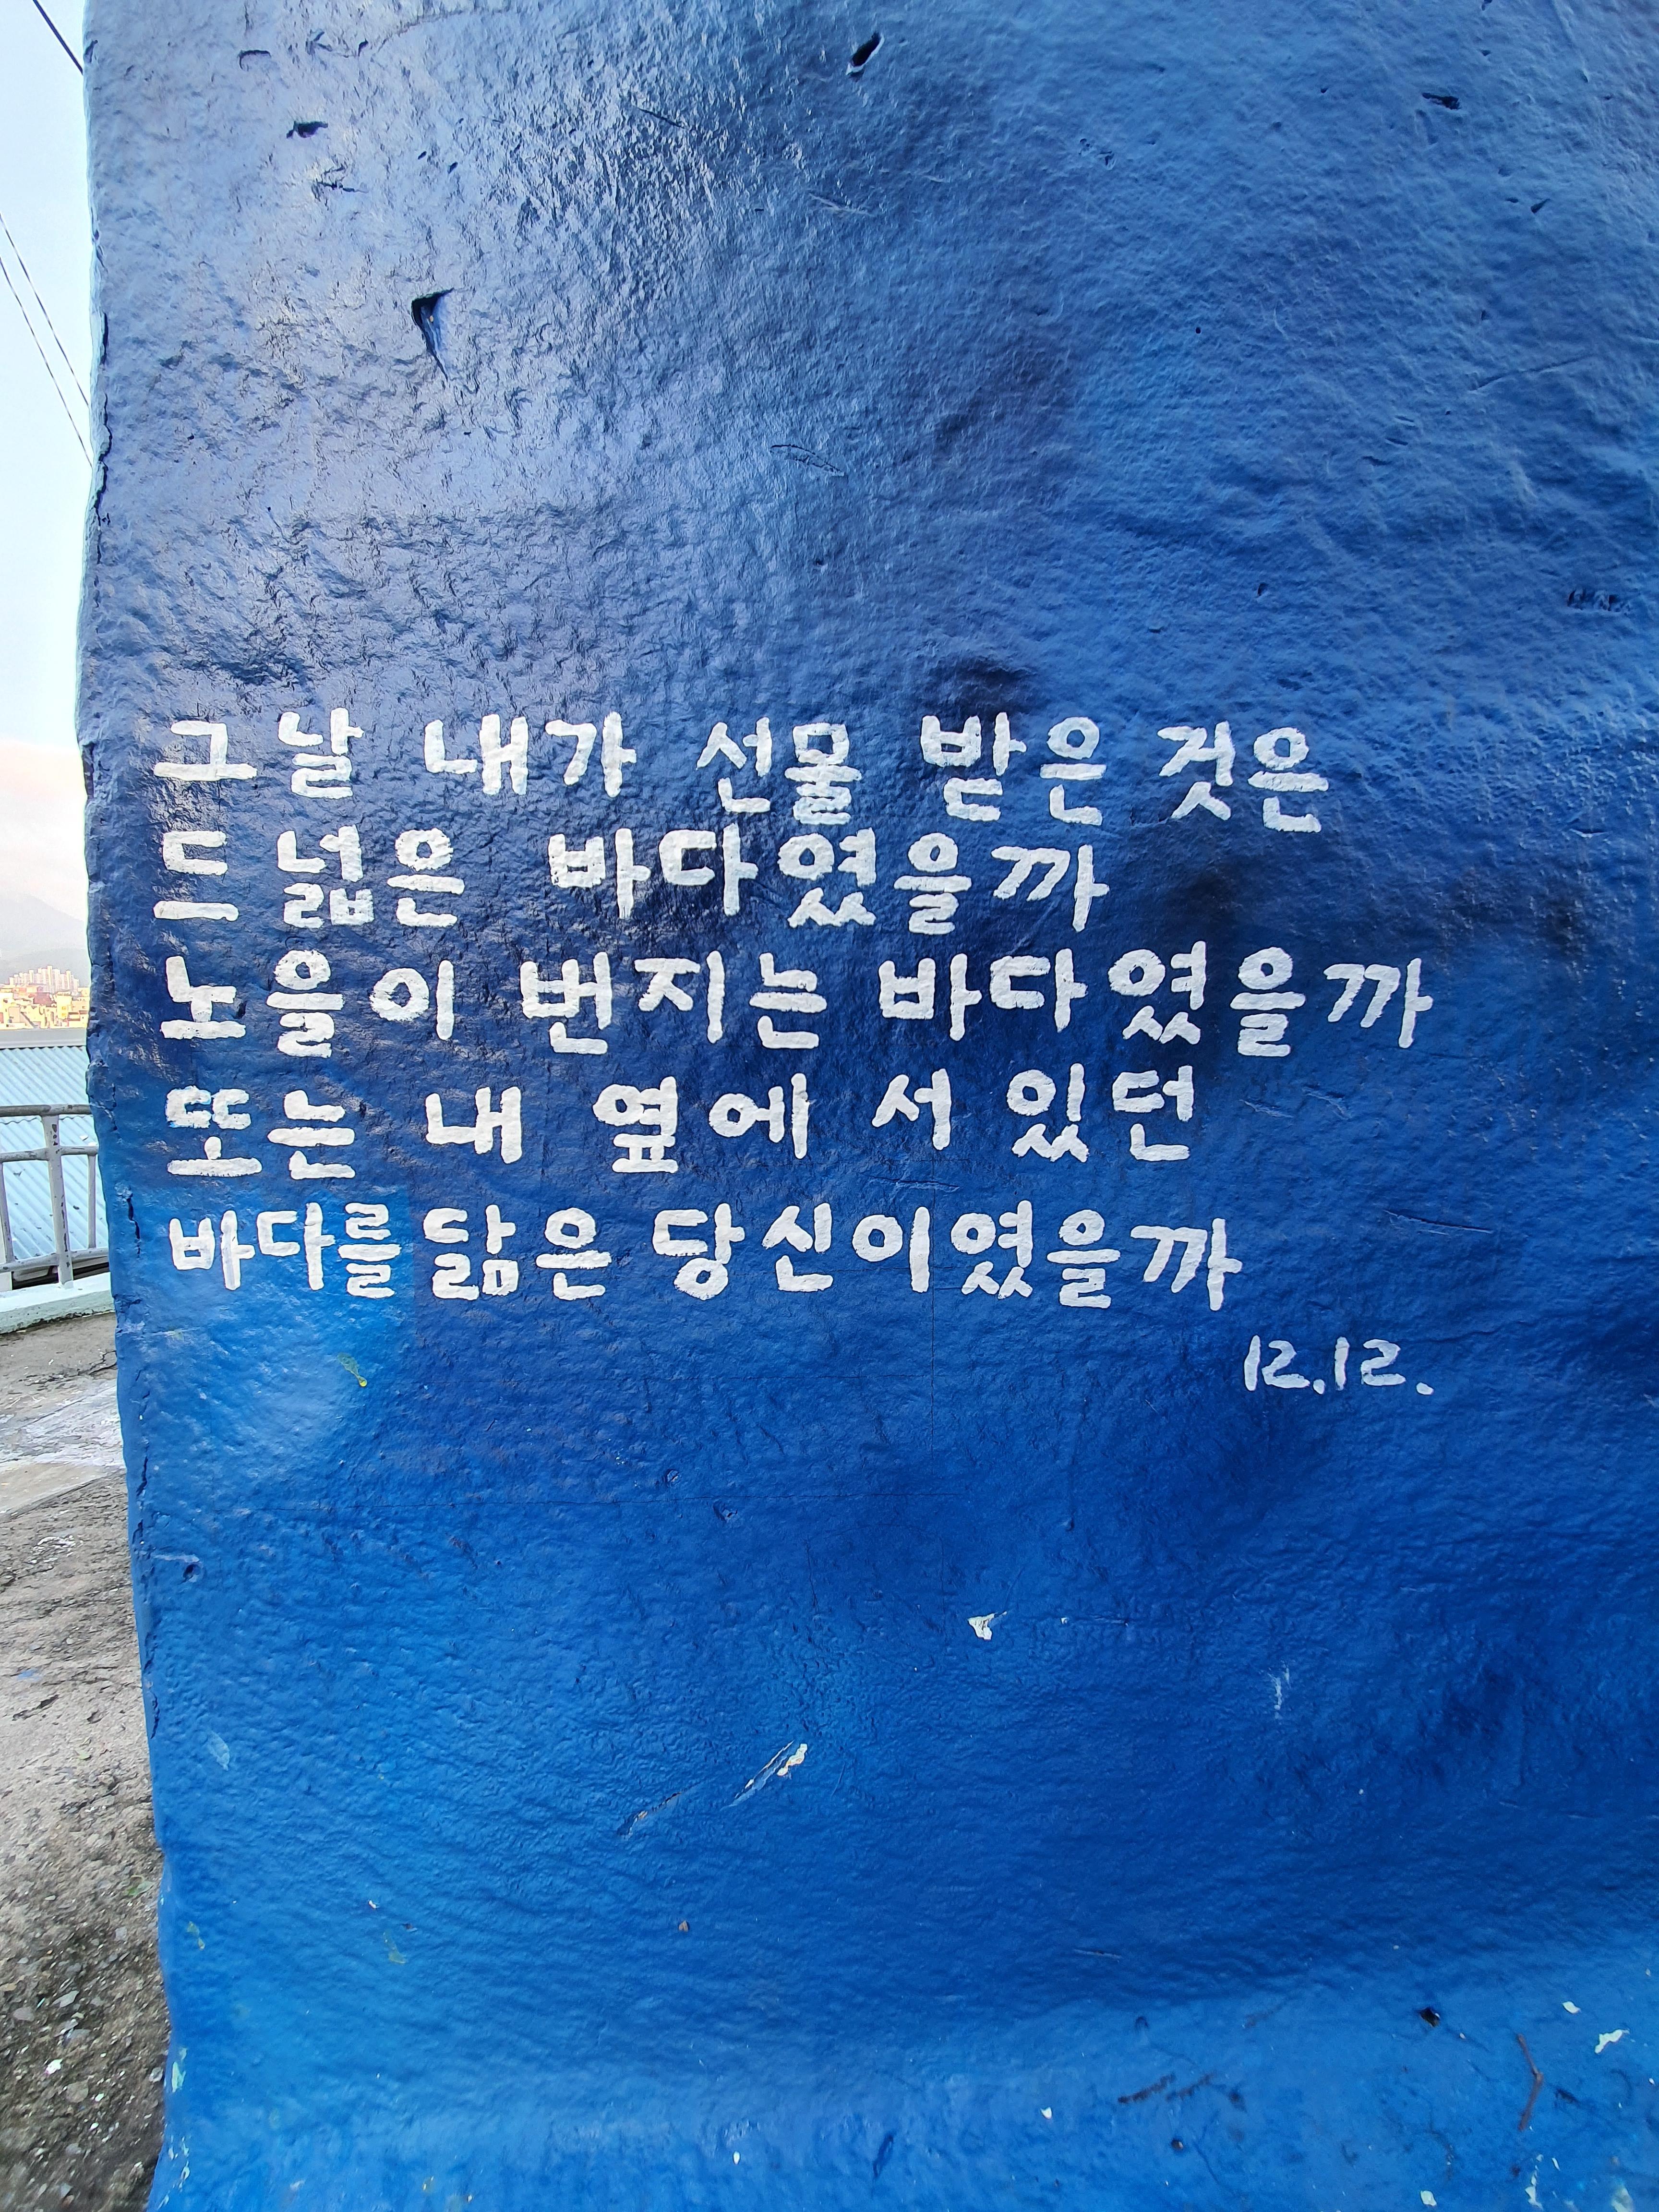 그날 내가 선물 받은 것은
드넓은 바다였을까
노을이 번지는 바다였을까
또는 내 옆에 서 있던
바다를 닮은 당신이였을까
12.12.